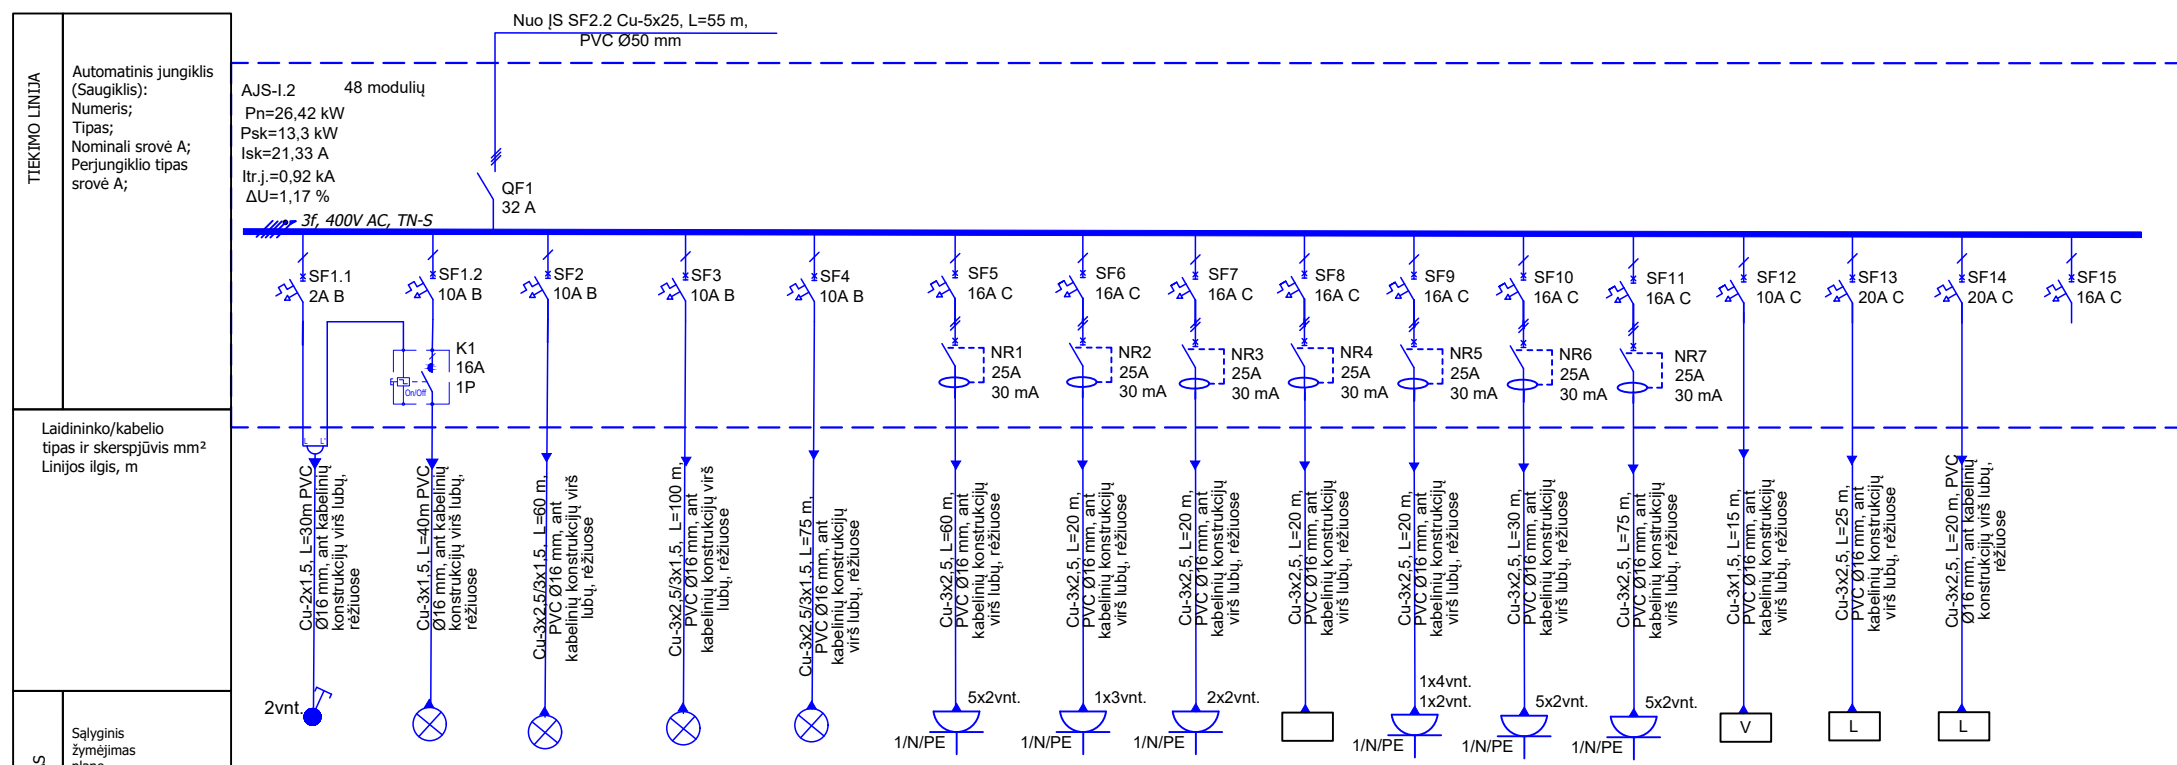 Nuo ĮS SF2.2 Cu-5x25, L=55 m,
PVC Ø50 mm
TIEKIMO LINIJA
Automatinis jungiklis
(Saugiklis):
Numeris;
Tipas;
Nominali srovė A;
Perjungiklio tipas
srovė A;
AJS-I.2
48 modulių
Pn=26,42 kW
Psk=13,3 kW
Isk=21,33 A
Itr.j.=0,92 kA
ΔU=1,17 %
3f, 400V AC, TN-S
QF1
32 A
SF1.1
2A B
SF1.2
10A B
SF2
10A B
SF3
10A B
SF4
10A B
SF5
16A C
SF6
16A C
SF7
16A C
SF8
16A C
SF9
16A C
SF10
16A C
SF11
16A C
SF12
10A C
SF13
20A C
SF14
20A C
SF15
16A C
K1
16A
1P
On/Off
NR1
25A
30 mA
NR2
25A
30 mA
NR3
25A
30 mA
NR4
25A
30 mA
NR5
25A
30 mA
NR6
25A
30 mA
NR7
25A
30 mA
Laidininko/kabelio
tipas ir skerspjūvis mm²
Linijos ilgis, m
L L'
Cu-2x1,5, L=30m PVC
Ø16 mm, ant kabelinių
konstrukcijų virš lubų,
rėžiuose
Cu-3x1,5, L=40m PVC
Ø16 mm, ant kabelinių
konstrukcijų virš lubų,
rėžiuose
Cu-3x2,5/3x1,5, L=60 m,
PVC Ø16 mm, ant
kabelinių konstrukcijų virš
lubų, rėžiuose
Cu-3x2,5/3x1,5, L=100 m,
PVC Ø16 mm, ant
kabelinių konstrukcijų virš
lubų, rėžiuose
Cu-3x2,5/3x1,5, L=75 m,
PVC Ø16 mm, ant
kabelinių konstrukcijų
virš lubų, rėžiuose
Cu-3x2,5, L=60 m,
PVC Ø16 mm, ant
kabelinių konstrukcijų
virš lubų, rėžiuose
Cu-3x2,5, L=20 m,
PVC Ø16 mm, ant
kabelinių konstrukcijų
virš lubų, rėžiuose
Cu-3x2,5, L=20 m,
PVC Ø16 mm, ant
kabelinių konstrukcijų
virš lubų, rėžiuose
Cu-3x2,5, L=20 m,
PVC Ø16 mm, ant
kabelinių konstrukcijų
virš lubų, rėžiuose
Cu-3x2,5, L=20 m,
PVC Ø16 mm, ant
kabelinių konstrukcijų
virš lubų, rėžiuose
Cu-3x2,5, L=30 m,
PVC Ø16 mm, ant
kabelinių konstrukcijų
virš lubų, rėžiuose
Cu-3x2,5, L=75 m,
PVC Ø16 mm, ant
kabelinių konstrukcijų
virš lubų, rėžiuose
Cu-3x1,5, L=15 m,
PVC Ø16 mm, ant
kabelinių konstrukcijų
virš lubų, rėžiuose
Cu-3x2,5, L=25 m,
PVC Ø16 mm, ant
kabelinių konstrukcijų
virš lubų, rėžiuose
Cu-3x2,5, L=20 m, PVC
Ø16 mm, ant kabelinių
konstrukcijų virš lubų,
rėžiuose
Sąlyginis
žymėjimas
plane
2vnt.
5x2vnt.
1/N/PE
1x3vnt.
1/N/PE
2x2vnt.
1/N/PE
1x4vnt.
1x2vnt.
1/N/PE
5x2vnt.
1/N/PE
5x2vnt.
1/N/PE
V
L
L